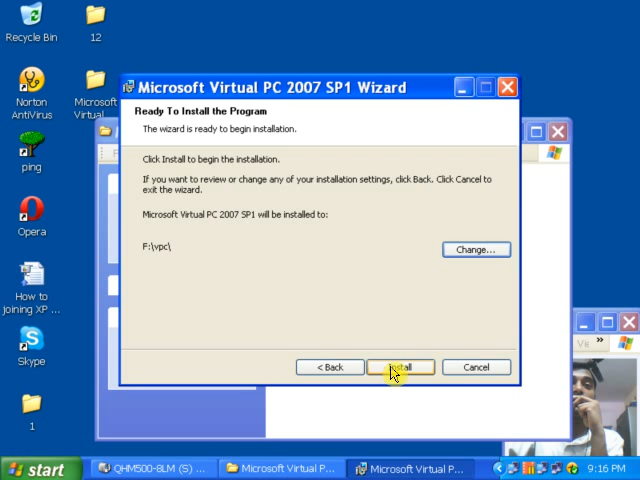 Recycle Bin
12
Norton
AntiVirus
Microsoft
Virtual
ping
Opera
How to
joining XP ...
Skype
1
Microsoft Virtual PC 2007 SP1 Wizard
Ready To Install the Program
The wizard is ready to begin installation.
Click Install to begin the installation.
If you want to review or change any of your installation settings, click Back. Click Cancel to
exit the wizard.
Microsoft Virtual PC 2007 SP1 will be installed to:
F:\vpc\
Change...
< Back
Install
Cancel
start
QHM500-8LM (S) ...
Microsoft Virtual P...
Microsoft Virtual P...
9:16 PM